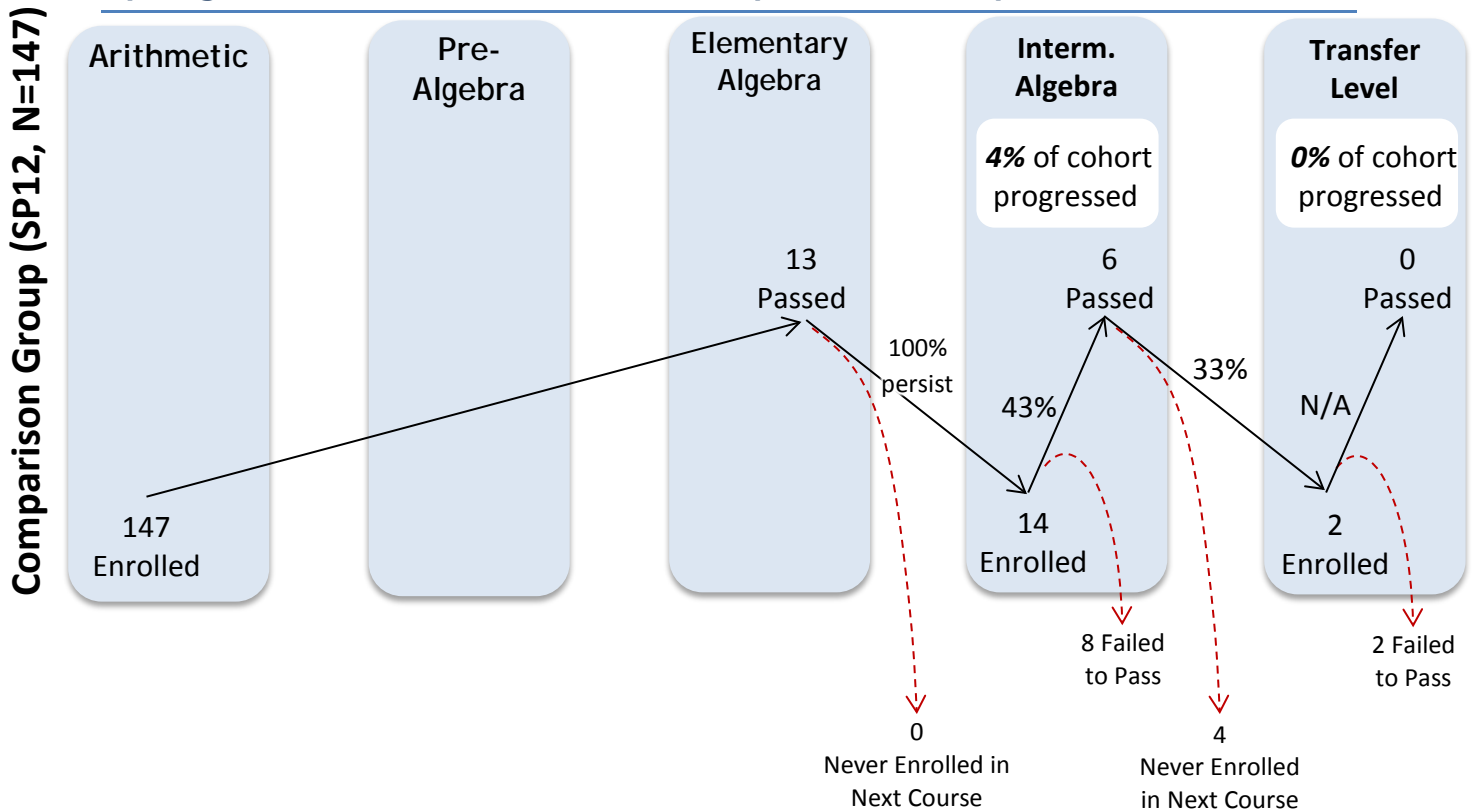 Comparison Group (SP12, N=147)
Arithmetic
Pre-
Algebra
Elementary
Algebra
Interm.
Algebra
Transfer
Level
4% of cohort
progressed
0% of cohort
progressed
13
Passed
6
Passed
0
Passed
100%
persist
43%
33%
N/A
147
Enrolled
14
Enrolled
2
Enrolled
8 Failed
to Pass
2 Failed
to Pass
0
Never Enrolled in
Next Course
4
Never Enrolled
in Next Course